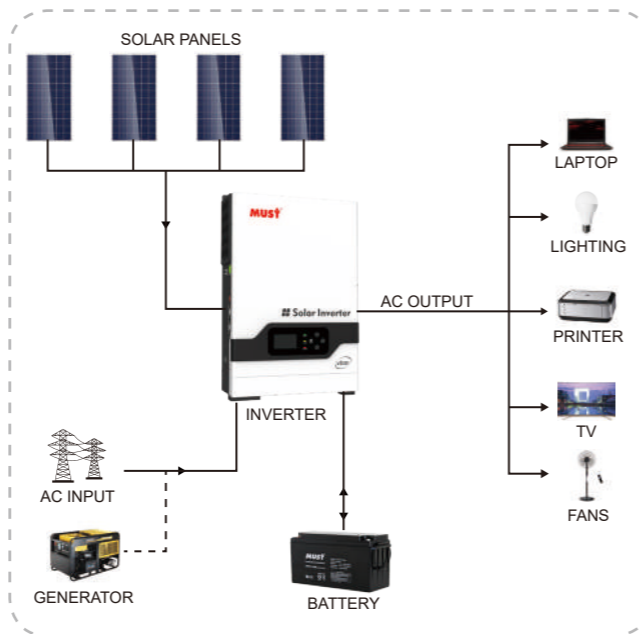 SOLAR PANELS
MUST
Solar Inverter
AC OUTPUT
LAPTOP
LIGHTING
PRINTER
TV
FANS
INVERTER
AC INPUT
GENERATOR
MUST
BATTERY